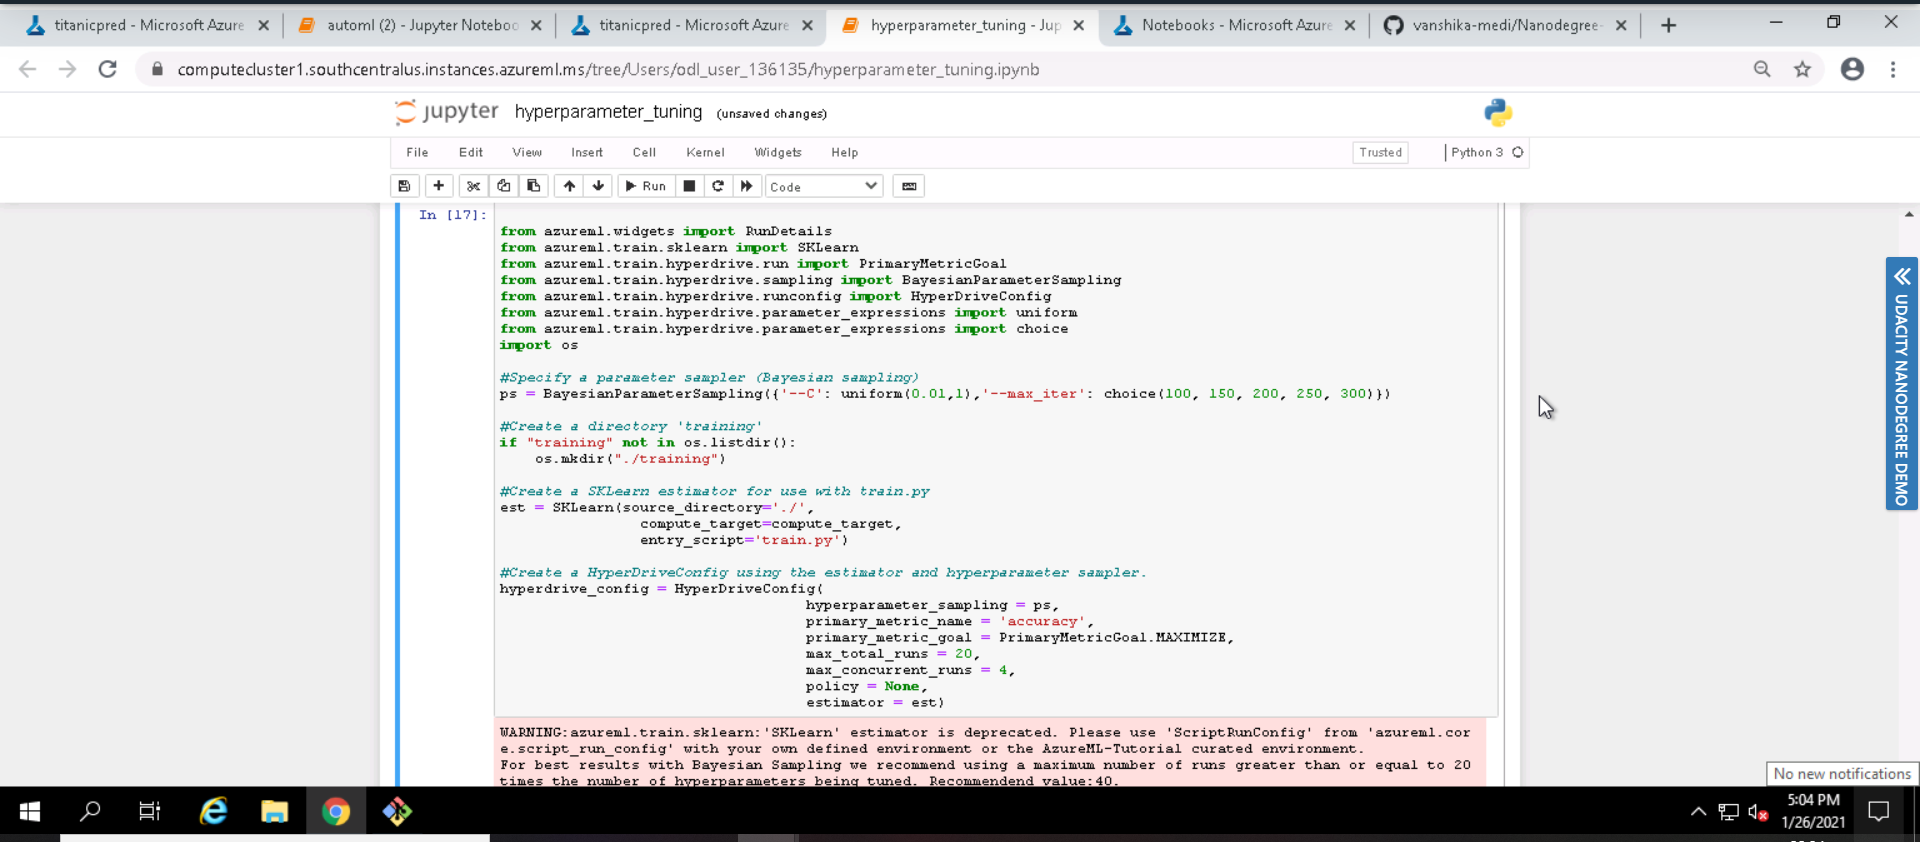 titanicpred - Microsoft Azure
automl (2) - Jupyter Noteboo
titanicpred - Microsoft Azure
hyperparameter_tuning - Jup
Notebooks - Microsoft Azure
vanshika-medi/Nanodegree-
computecluster1.southcentralus.instances.azureml.ms/tree/Users/odl_user_136135/hyperparameter_tuning.ipynb
jupyter hyperparameter_tuning (unsaved changes)
File Edit View Insert Cell Kernel Widgets Help Trusted Python 3
Run Code
In [17]:
from azureml.widgets import RunDetails
from azureml.train.sklearn import SKLearn
from azureml.train.hyperdrive.run import PrimaryMetricGoal
from azureml.train.hyperdrive.sampling import BayesianParameterSampling
from azureml.train.hyperdrive.runconfig import HyperDriveConfig
from azureml.train.hyperdrive.parameter_expressions import uniform
from azureml.train.hyperdrive.parameter_expressions import choice
import os
#Specify a parameter sampler (Bayesian sampling)
ps = BayesianParameterSampling({'--C': uniform(0.01,1),'--max_iter': choice(100, 150, 200, 250, 300)})
#Create a directory 'training'
if "training" not in os.listdir():
os.mkdir("./training")
#Create a SKLearn estimator for use with train.py
est = SKLearn(source_directory='./',
compute_target=compute_target,
entry_script='train.py')
#Create a HyperDriveConfig using the estimator and hyperparameter sampler.
hyperdrive_config = HyperDriveConfig(
hyperparameter_sampling = ps,
primary_metric_name = 'accuracy',
primary_metric_goal = PrimaryMetricGoal.MAXIMIZE,
max_total_runs = 20,
max_concurrent_runs = 4,
policy = None,
estimator = est)
WARNING:azureml.train.sklearn:'SKLearn' estimator is deprecated. Please use 'ScriptRunConfig' from 'azureml.cor
e.script_run_config' with your own defined environment or the AzureML-Tutorial curated environment.
For best results with Bayesian Sampling we recommend using a maximum number of runs greater than or equal to 20
times the number of hyperparameters being tuned. Recommendend value:40.
UDACITY NANODEGREE DEMO
No new notifications
5:04 PM
1/26/2021